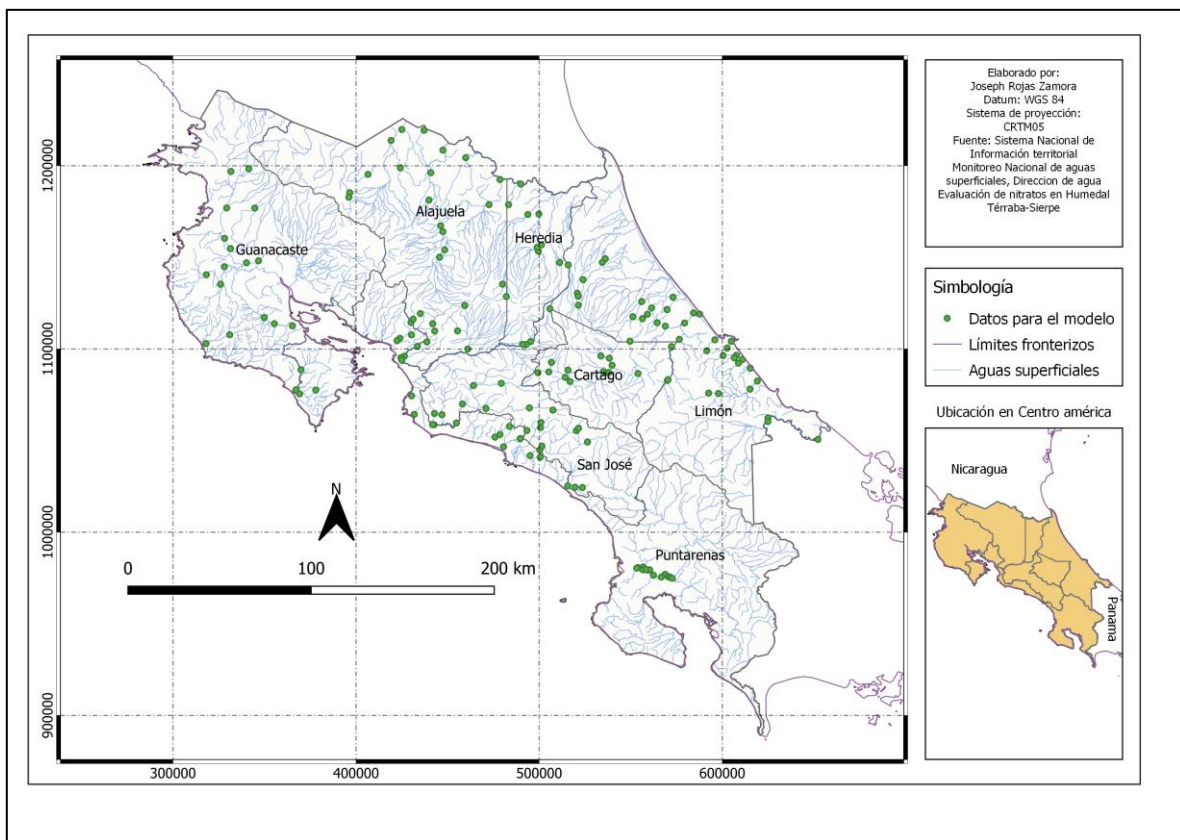 Elaborado por:
Joseph Rojas Zamora
Datum: WGS 84
Sistema de proyección:
CRTM05
Fuente: Sistema Nacional de
Información territorial
Monitoreo Nacional de aguas
superficiales, Direccion de agua
Evaluación de nitratos en Humedal
Térraba-Sierpe
Simbología
Datos para el modelo
Límites fronterizos
Aguas superficiales
Ubicación en Centro américa
Nicaragua
Panama
1200000
1100000
1000000
900000
Alajuela
Heredia
Guanacaste
Cartago
Limón
San José
Puntarenas
N
0 100 200 km
300000 400000 500000 600000